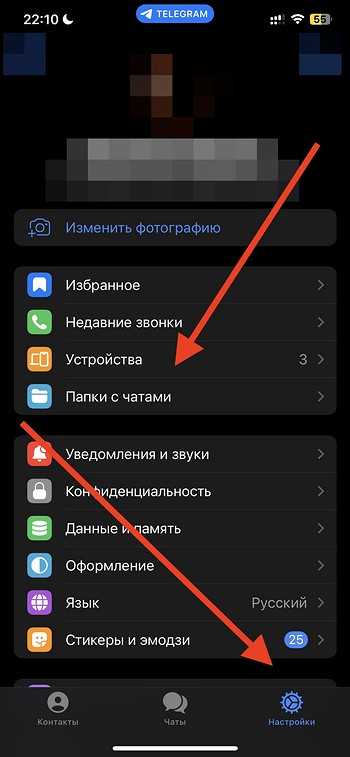 22:10
TELEGRAM
55
Изменить фотографию
Избранное
Недавние звонки
Устройства 3
Папки с чатами
Уведомления и звуки
Конфиденциальность
Данные и память
Оформление
Язык Русский
Стикеры и эмодзи 25
Контакты
Чаты
Настройки